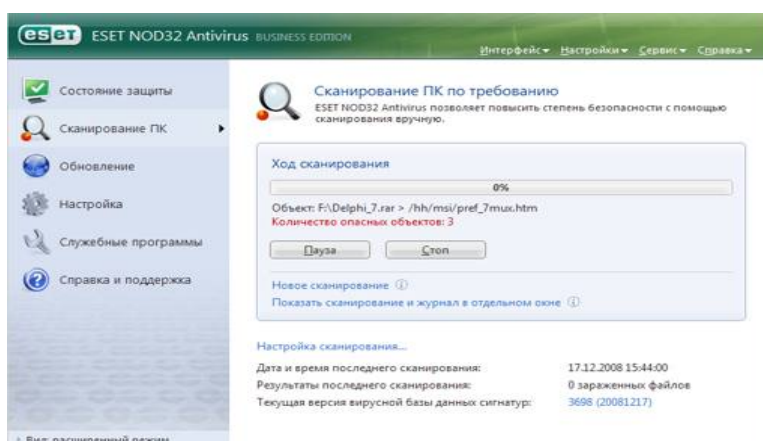 eset ESET NOD32 Antivirus BUSINESS EDITION
Интерфейс Настройки Сервис Справка
Состояние защиты
Сканирование ПК
Обновление
Настройка
Служебные программы
Справка и поддержка
Сканирование ПК по требованию
ESET NOD32 Antivirus позволяет повысить степень безопасности с помощью
сканирования вручную.
Ход сканирования
0%
Объект: F:\Delphi_7.rar > /hh/msi/pref_7mux.htm
Количество опасных объектов: 3
Пауза Стоп
Новое сканирование
Показать сканирование и журнал в отдельном окне
Настройка сканирования...
Дата и время последнего сканирования: 17.12.2008 15:44:00
Результаты последнего сканирования: 0 зараженных файлов
Текущая версия вирусной базы данных сигнатур: 3698 (20081217)
Вид: расширенный режим